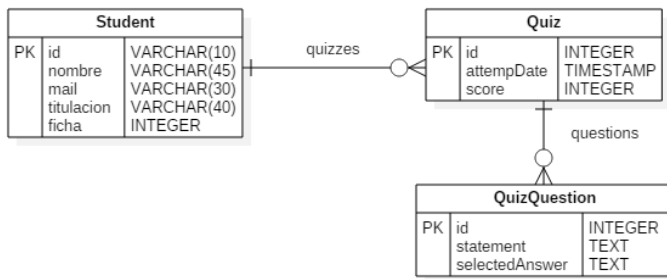 Student
PK id VARCHAR(10)
nombre VARCHAR(45)
mail VARCHAR(30)
titulacion VARCHAR(40)
ficha INTEGER
quizzes
Quiz
PK id INTEGER
attempDate TIMESTAMP
score INTEGER
questions
QuizQuestion
PK id INTEGER
statement TEXT
selectedAnswer TEXT